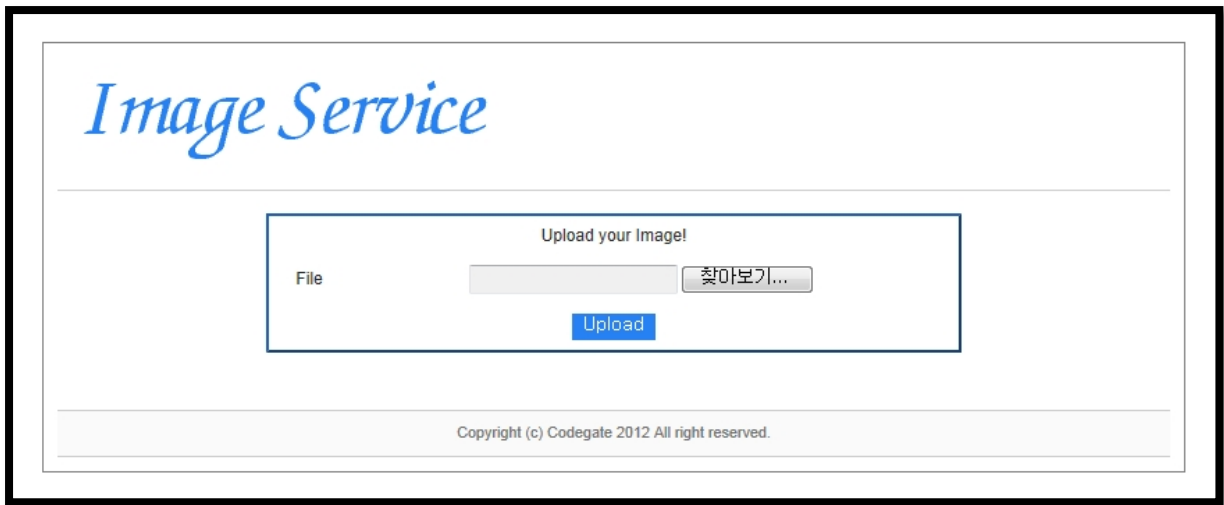 Image Service
Upload your Image!
File 찾아보기...
Upload
Copyright (c) Codegate 2012 All right reserved.